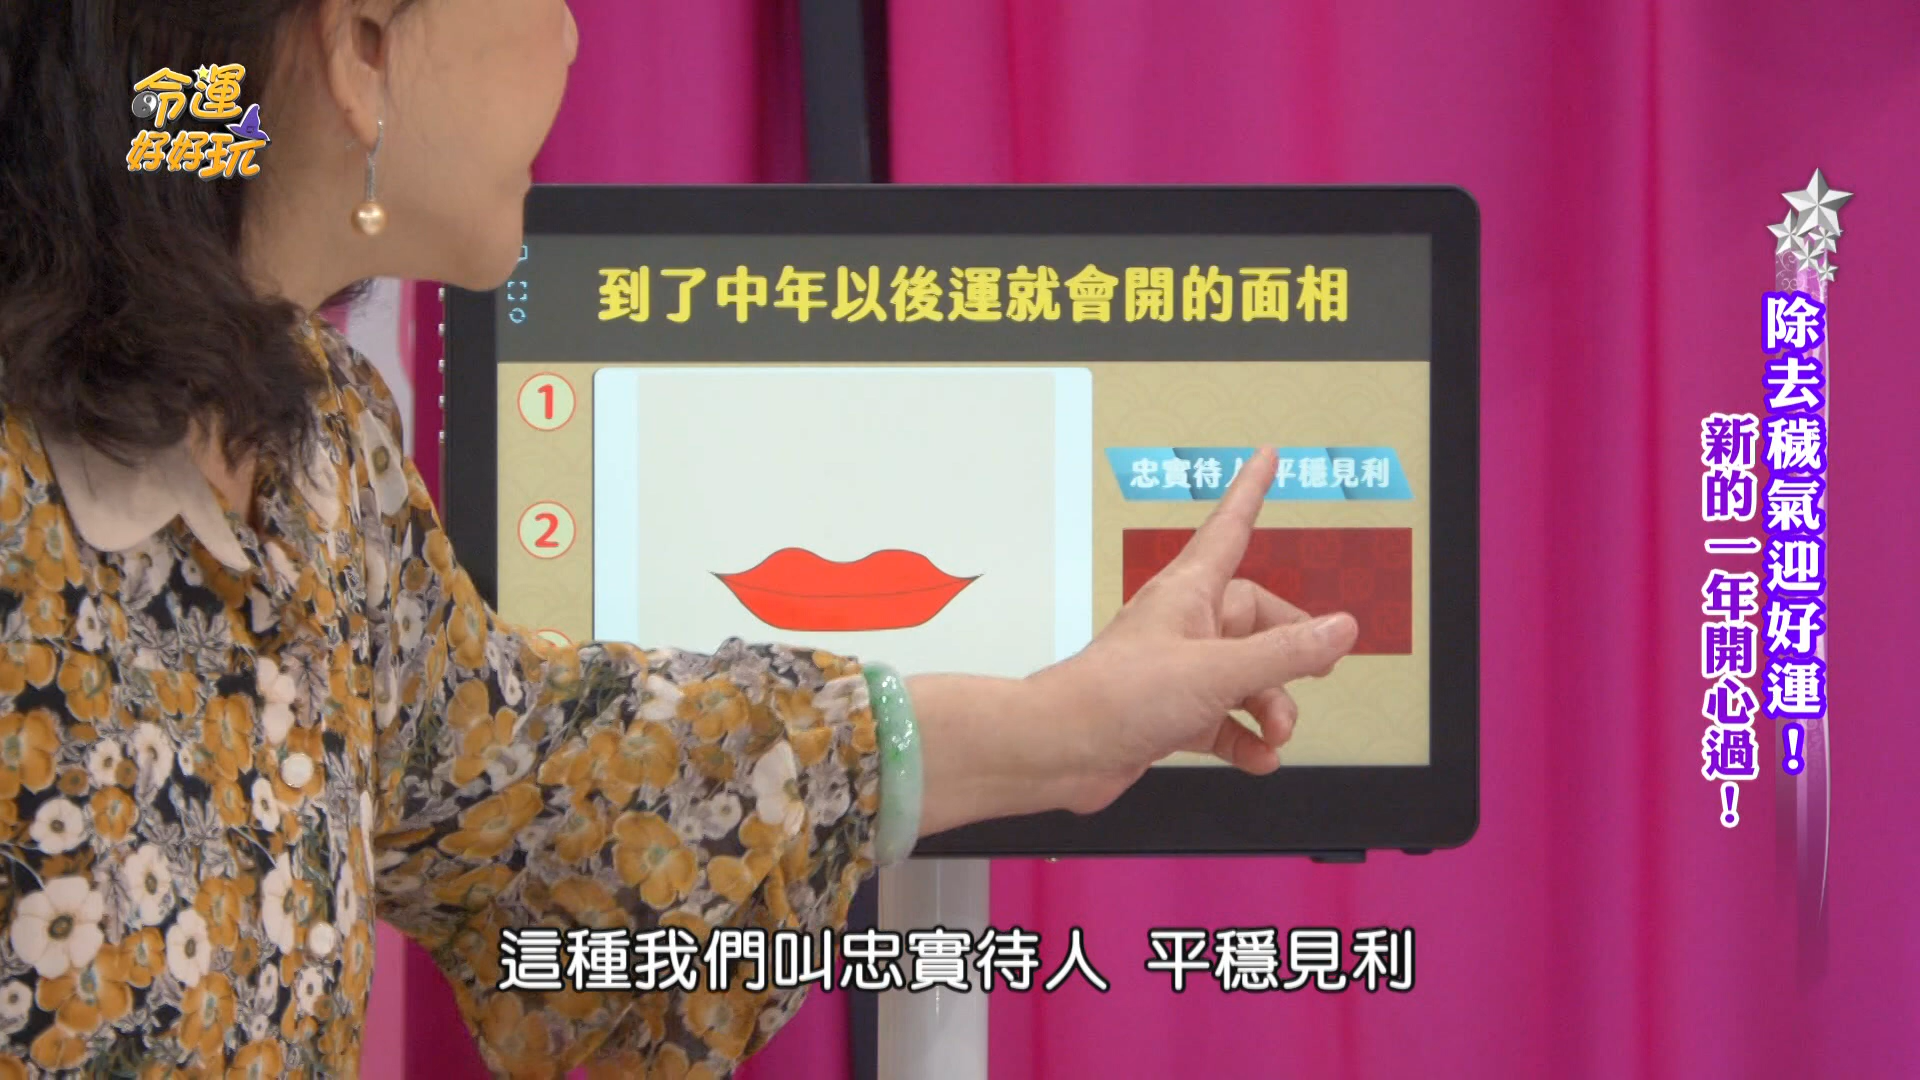 命運
好好玩
到了中年以後運就會開的面相
1
2
忠實待人 平穩見利
除去穢氣迎好運！
新的一年開心過！
這種我們叫忠實待人 平穩見利